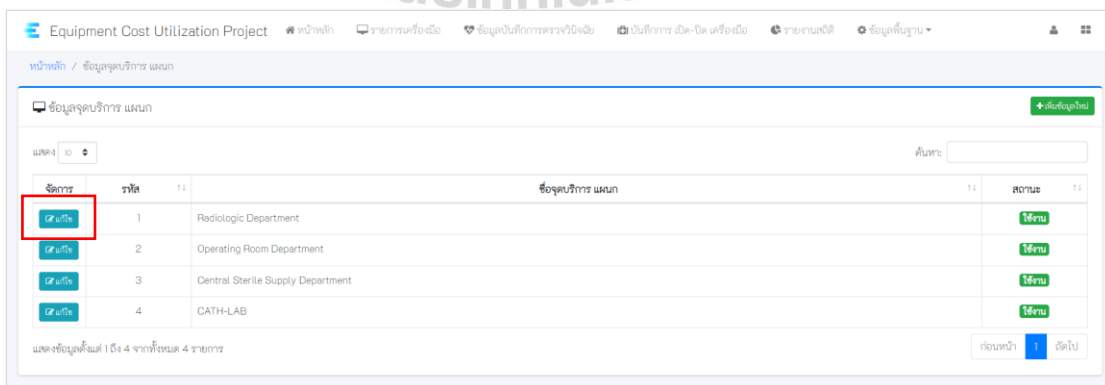 Equipment Cost Utilization Project หน้าหลัก รายการเครื่องมือ ข้อมูลบันทึกการตรวจวินิจฉัย บันทึกการ เปิด-ปิด เครื่องมือ รายงานสถิติ ข้อมูลพื้นฐาน
หน้าหลัก / ข้อมูลจุดบริการ แผนก
ข้อมูลจุดบริการ แผนก +เพิ่มข้อมูลใหม่
แสดง 10 ค้นหา:
จัดการ รหัส ชื่อจุดบริการ แผนก สถานะ
แก้ไข 1 Radiologic Department ใช้งาน
แก้ไข 2 Operating Room Department ใช้งาน
แก้ไข 3 Central Sterile Supply Department ใช้งาน
แก้ไข 4 CATH-LAB ใช้งาน
แสดงข้อมูลตั้งแต่ 1 ถึง 4 จากทั้งหมด 4 รายการ ก่อนหน้า 1 ถัดไป